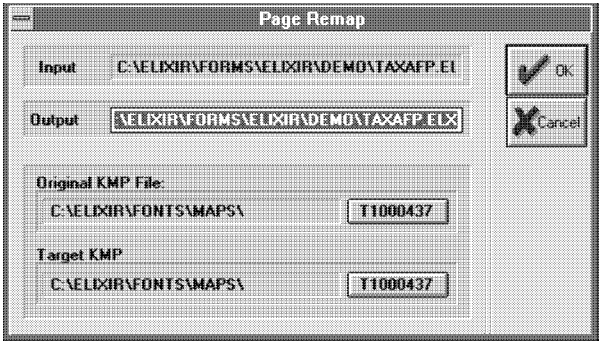 Page Remap
Input C:\ELIXIR\FORMS\ELIXIR\DEMO\TAXAFP.EL
OK
Output :\ELIXIR\FORMS\ELIXIR\DEMO\TAXAFP.ELX
Cancel
Original KMP File:
C:\ELIXIR\FONTS\MAPS\ T1000437
Target KMP
C:\ELIXIR\FONTS\MAPS\ T1000437